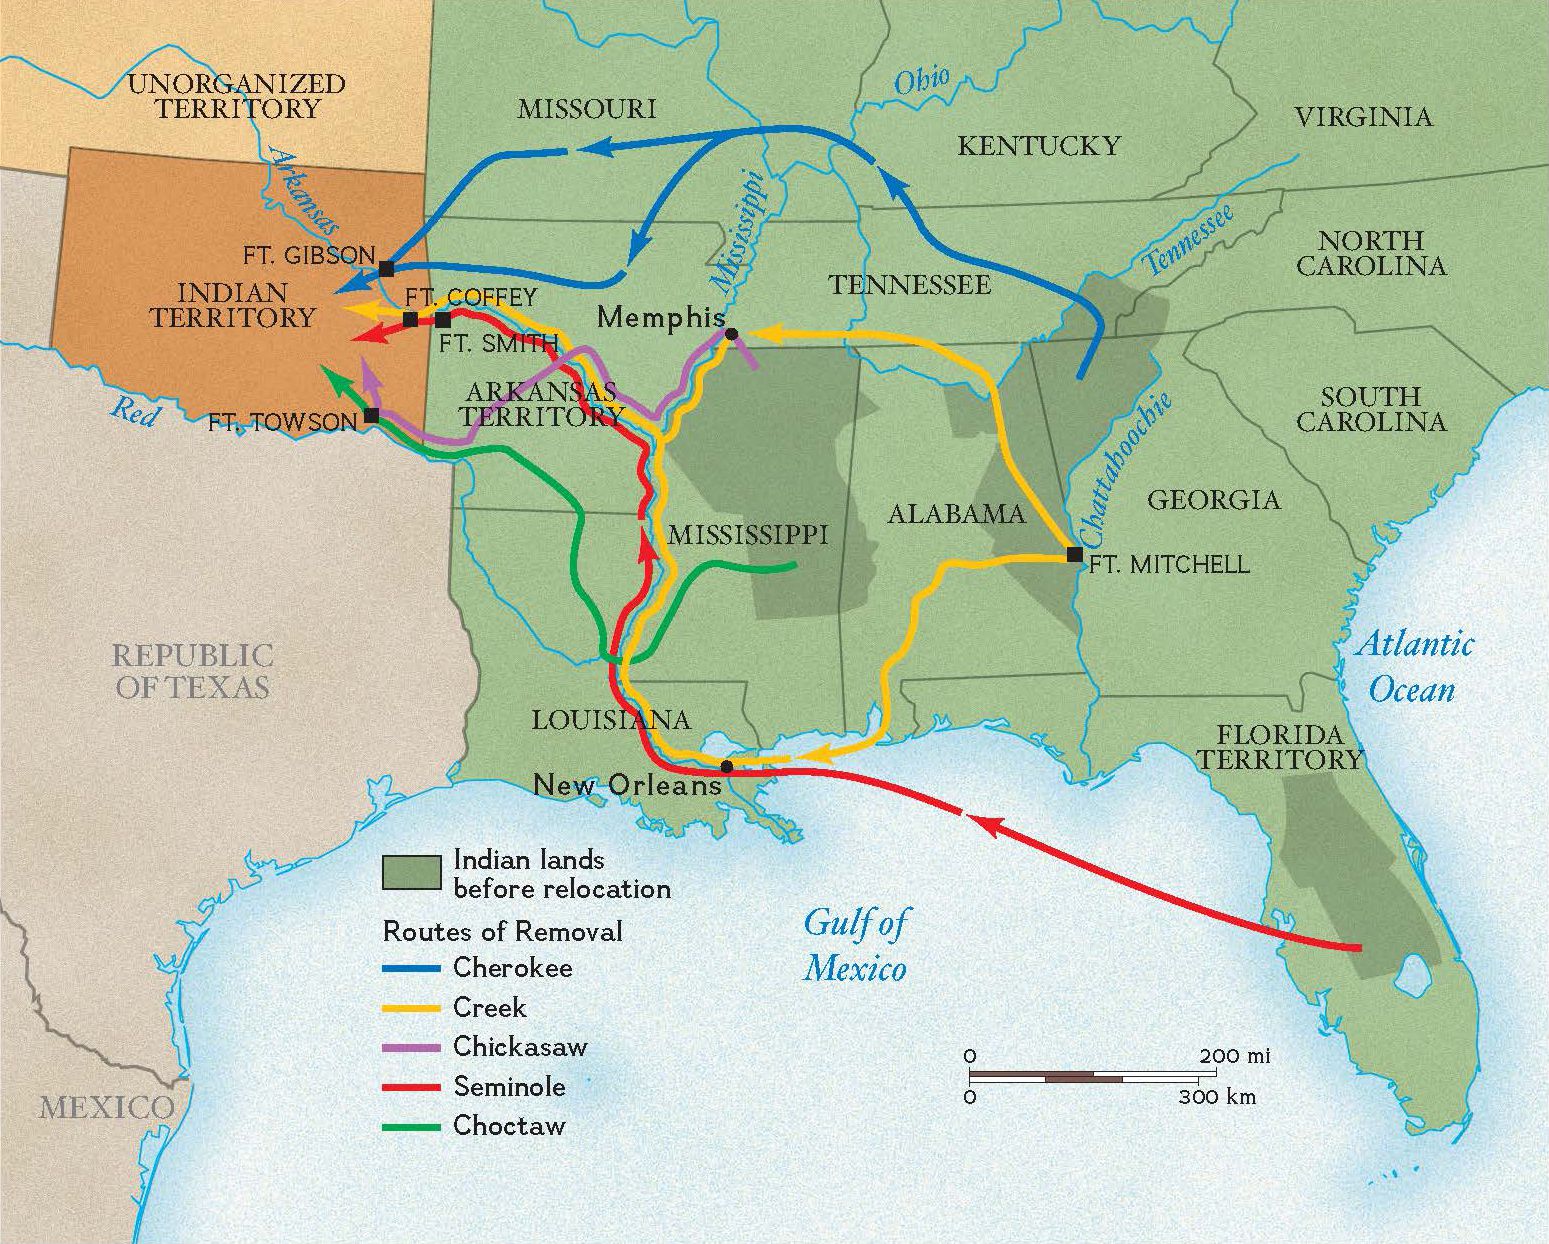 UNORGANIZED
TERRITORY
MISSOURI
Ohio
KENTUCKY
VIRGINIA
Arkansas
Mississippi
Tennessee
NORTH
CAROLINA
FT. GIBSON
INDIAN
TERRITORY
FT. COFFEY
FT. SMITH
Memphis
TENNESSEE
ARKANSAS
TERRITORY
Red
FT. TOWSON
SOUTH
CAROLINA
Chattahoochie
MISSISSIPPI
ALABAMA
GEORGIA
FT. MITCHELL
REPUBLIC
OF TEXAS
Atlantic
Ocean
LOUISIANA
New Orleans
FLORIDA
TERRITORY
Gulf of
Mexico
MEXICO
Indian lands
before relocation
Routes of Removal
Cherokee
Creek
Chickasaw
Seminole
Choctaw
0 200 mi
0 300 km